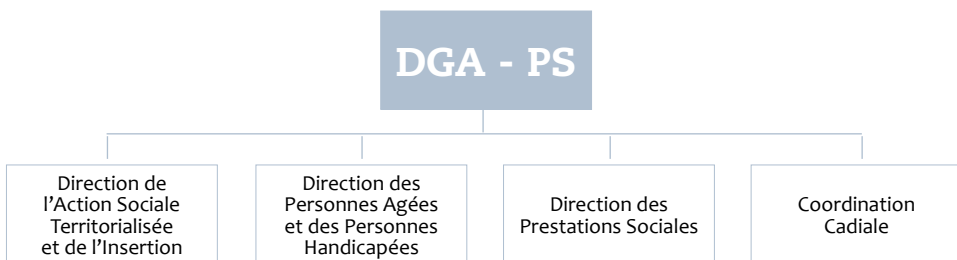 DGA - PS
Direction de
l'Action Sociale
Territorialisée
et de l'Insertion
Direction des
Personnes Agées
et des Personnes
Handicapées
Direction des
Prestations Sociales
Coordination
Cadiale